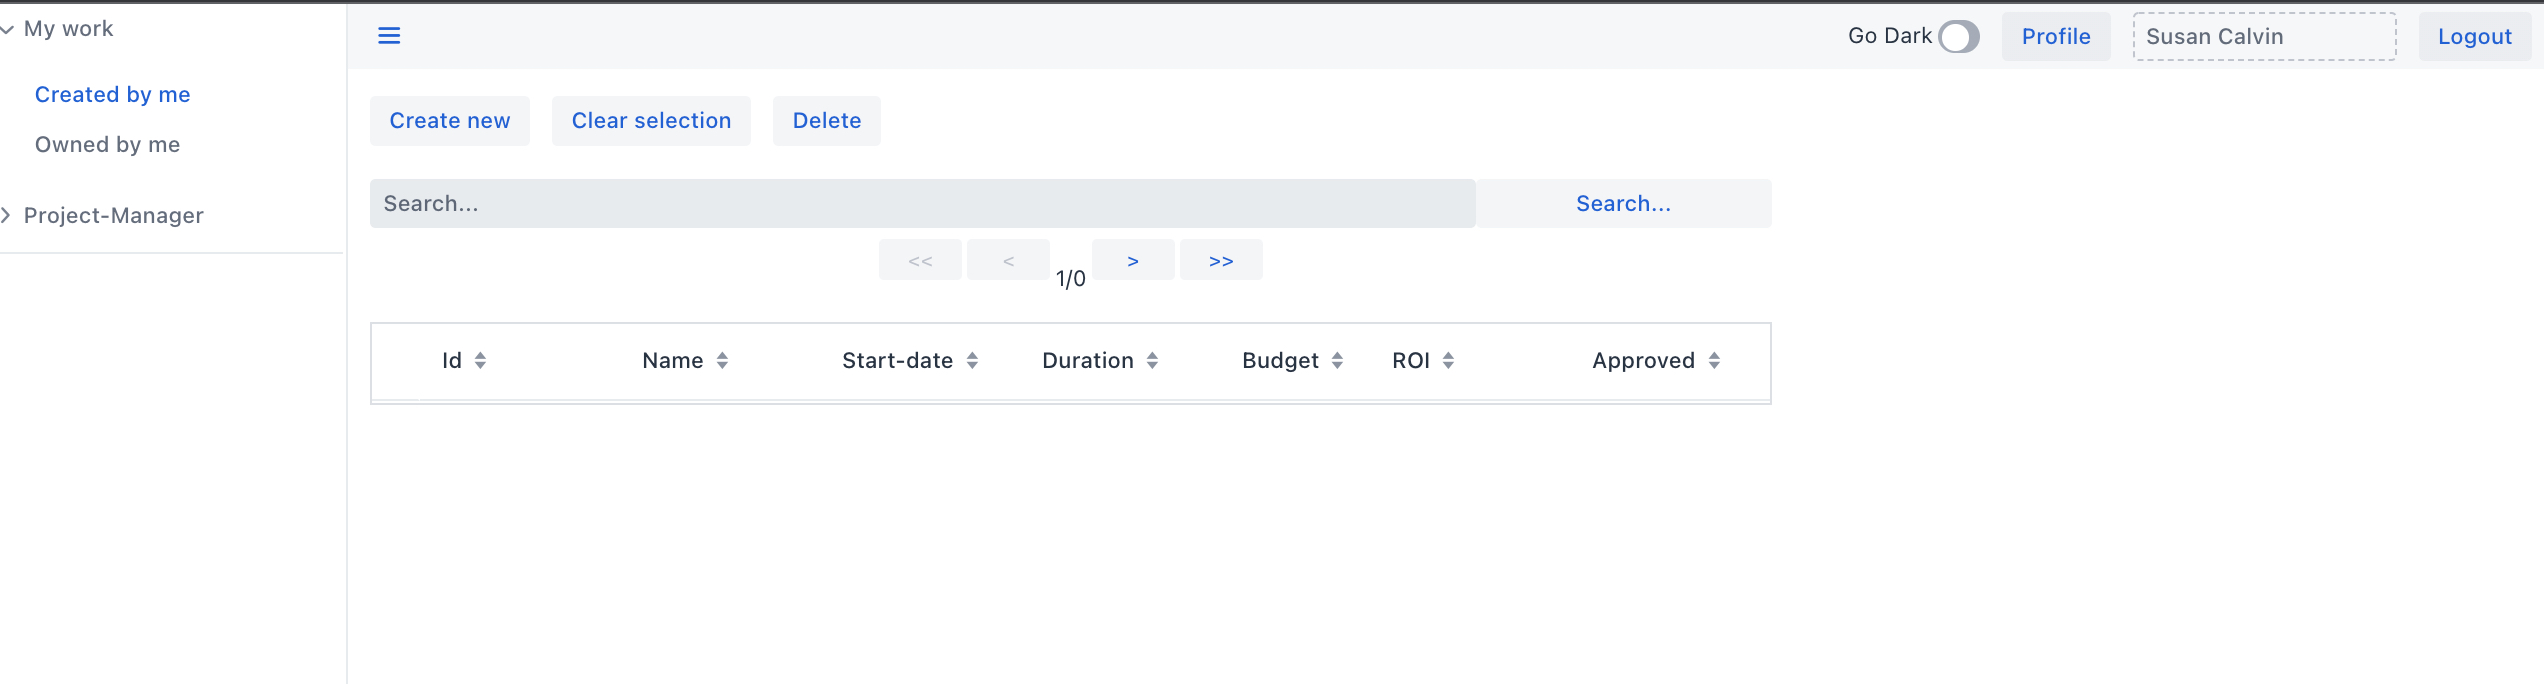 My work
Created by me
Owned by me
Project-Manager
Go Dark Profile Susan Calvin Logout
Create new Clear selection Delete
Search... Search...
<< < 1/0 > >>
Id Name Start-date Duration Budget ROI Approved